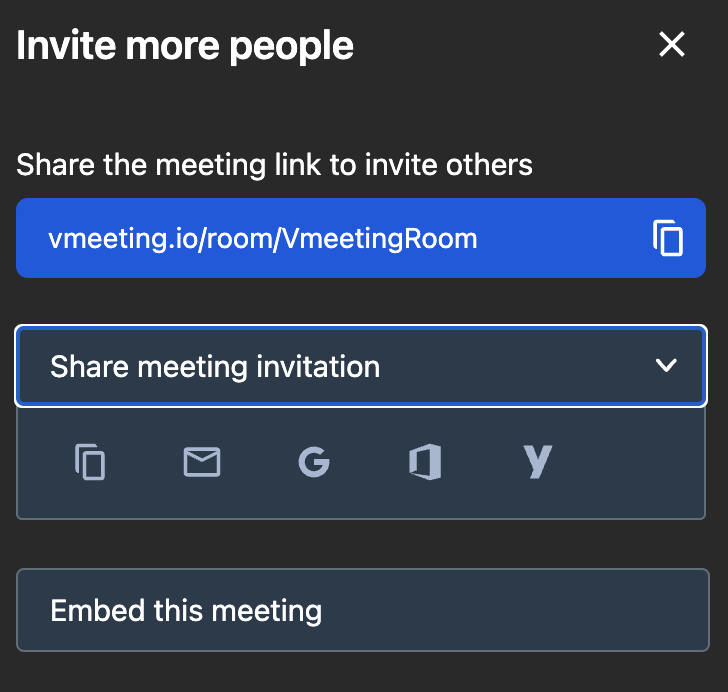 Invite more people
Share the meeting link to invite others
vmeeting.io/room/VmeetingRoom
Share meeting invitation
Embed this meeting